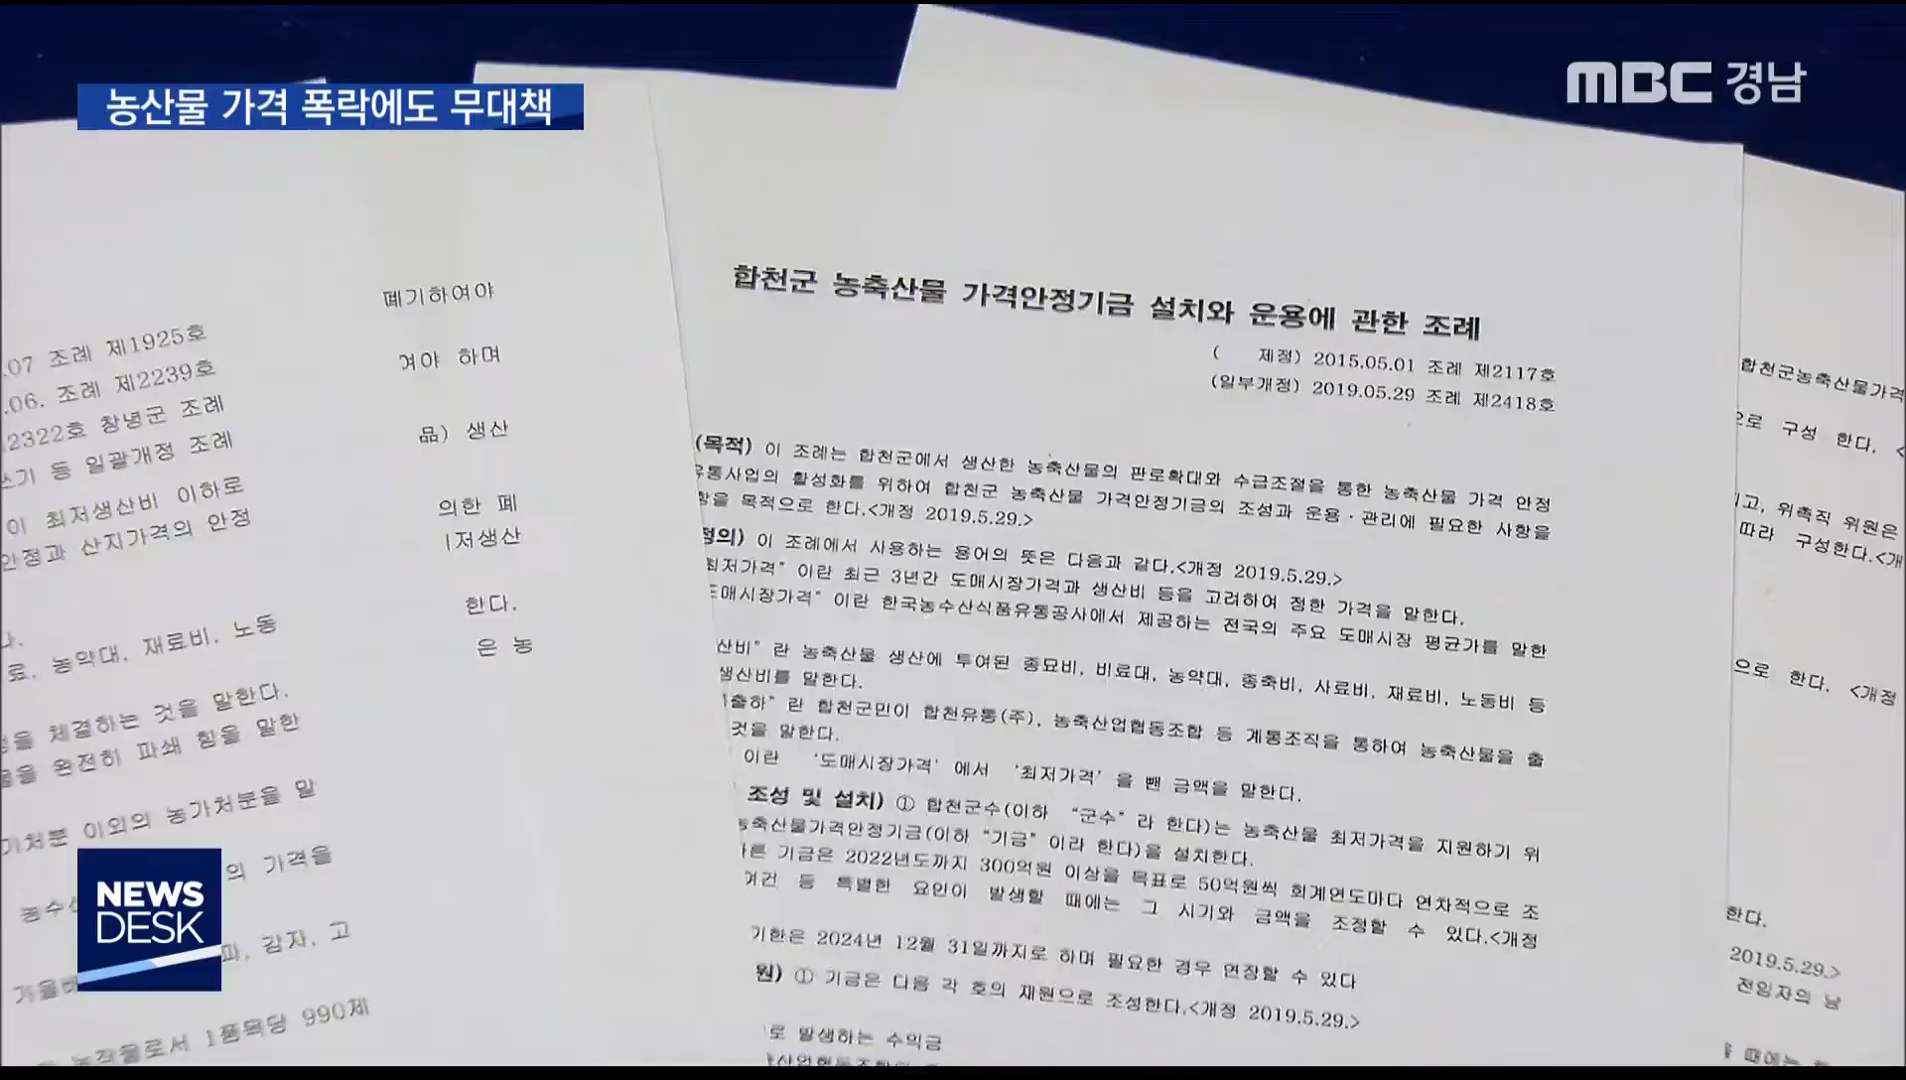 농산물 가격 폭락에도 무대책
MBC 경남
폐기하여야
.07 조례 제1925호
여야 하며
.06. 조례 제2239호
2322호 창녕군 조례
品) 생산
쓰기 등 일괄개정 조례
이 최저생산비 이하로
의한 폐
안정과 산지가격의 안정
저생산
한다.
료, 농약대, 재료비, 노동
은 농
체결하는 것을 말한다.
완전히 파쇄 힘을 말한
기처분 이외의 농가처분을 말
의 가격을
파, 감자, 고
농작물로서 1품목당 990제
합천군 농축산물 가격안정기금 설치와 운용에 관한 조례
( 제정) 2015.05.01 조례 제2117호
(일부개정) 2019.05.29 조례 제2418호
(목적) 이 조례는 합천군에서 생산한 농축산물의 판로확대와 수급조절을 통한 농축산물 가격 안정
유통사업의 활성화를 위하여 합천군 농축산물 가격안정기금의 조성과 운용·관리에 필요한 사항을
함을 목적으로 한다.<개정 2019.5.29.>
정의) 이 조례에서 사용하는 용어의 뜻은 다음과 같다.<개정 2019.5.29.>
최저가격" 이란 최근 3년간 도매시장가격과 생산비 등을 고려하여 정한 가격을 말한다.
도매시장가격" 이란 한국농수산식품유통공사에서 제공하는 전국의 주요 도매시장 평균가를 말한
산비" 란 농축산물 생산에 투여된 종묘비, 비료대, 농약대, 종축비, 사료비, 재료비, 노동비 등
생산비를 말한다.
출하" 란 합천군민이 합천유통(주), 농축산업협동조합 등 계통조직을 통하여 농축산물을 출
것을 말한다.
이란 '도매시장가격' 에서 '최저가격' 을 뺀 금액을 말한다.
조성 및 설치) ① 합천군수(이하 "군수" 라 한다)는 농축산물 최저가격을 지원하기 위
농축산물가격안정기금(이하 "기금" 이라 한다)을 설치한다.
따른 기금은 2022년도까지 300억원 이상을 목표로 50억원씩 회계연도마다 연차적으로 조
여건 등 특별한 요인이 발생할 때에는 그 시기와 금액을 조정할 수 있다.<개정
기한은 2024년 12월 31일까지로 하며 필요한 경우 연장할 수 있다
원) ① 기금은 다음 각 호의 재원으로 조성한다.<개정 2019.5.29.>
로 발생하는 수익금
합천군농축산물가격
으로 구성 한다. <
고, 위촉직 위원은
따라 구성한다.<개
으로 한다. <개정
한다.
2019.5.29.>
전임자의 남
때에는
NEWS
DESK